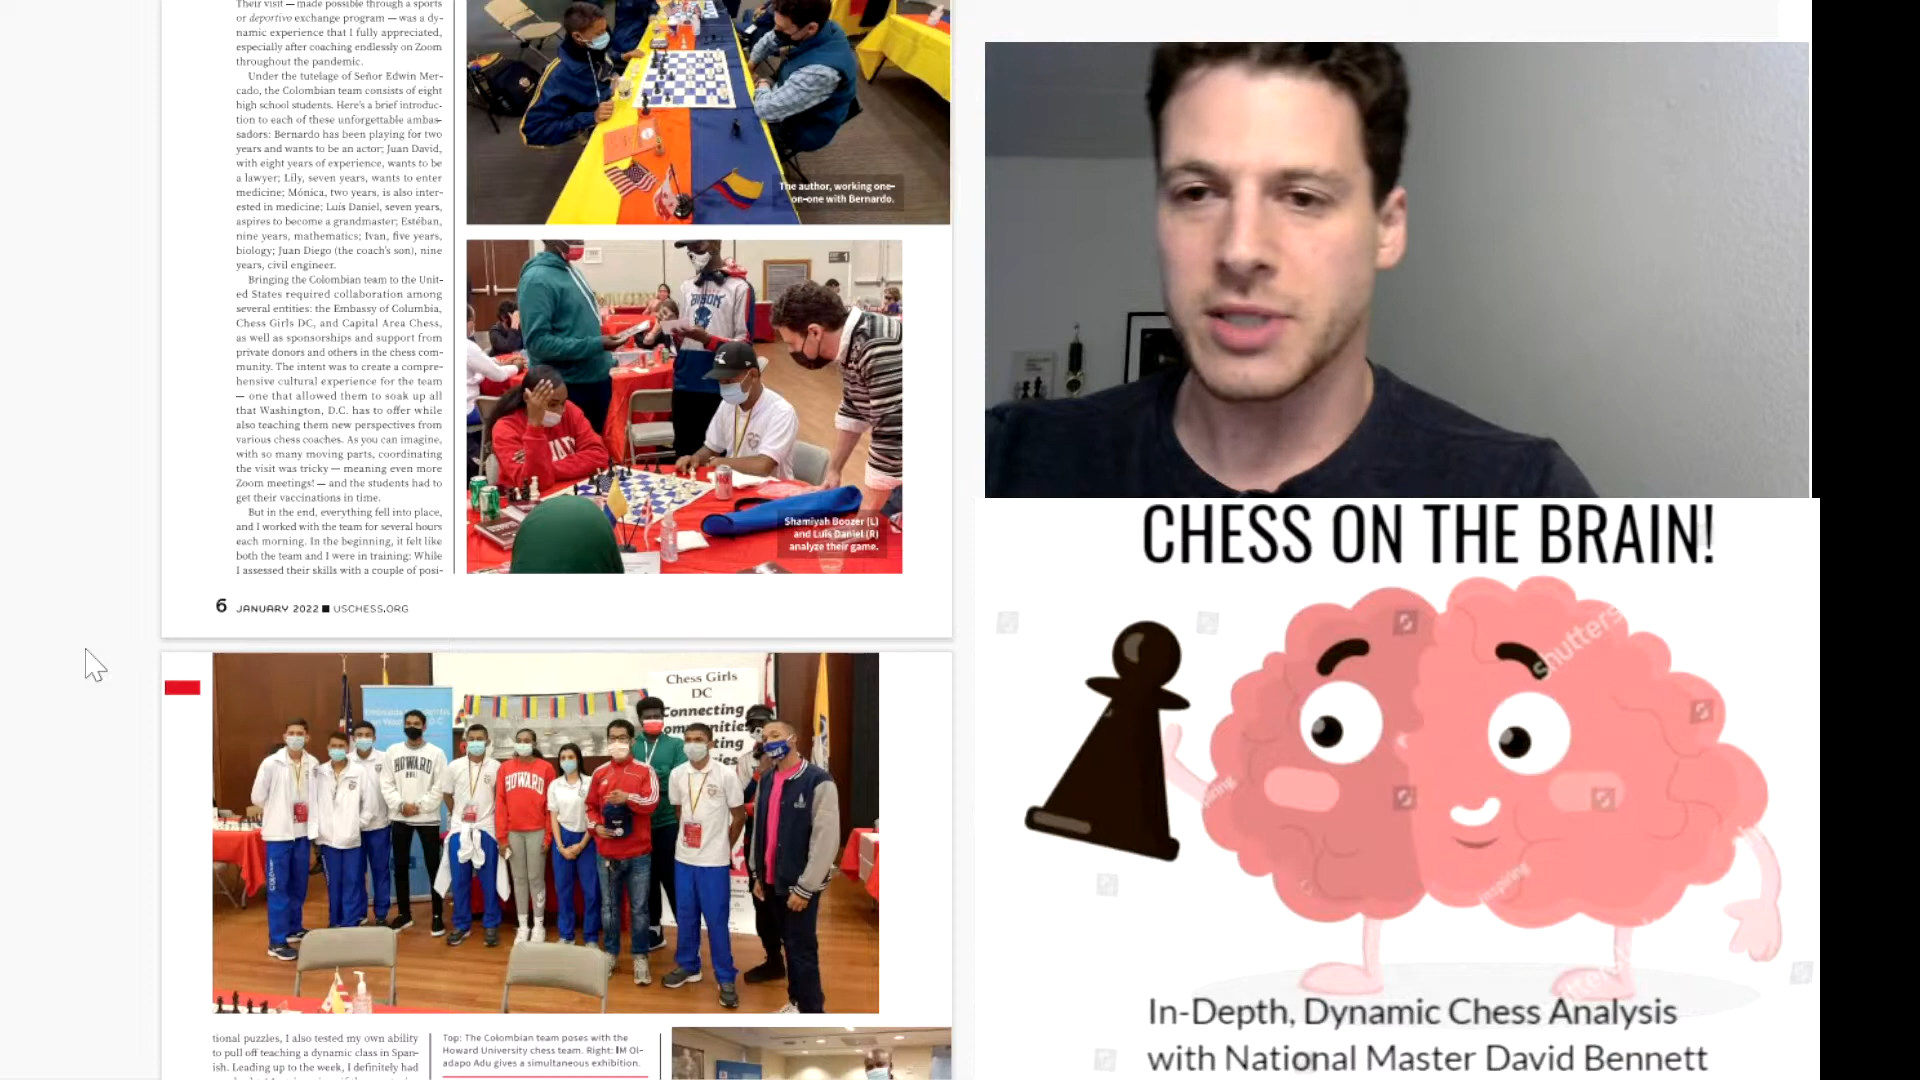 Their visit — made possible through a sports
or deportivo exchange program — was a dy-
namic experience that I fully appreciated,
especially after coaching endlessly on Zoom
throughout the pandemic.
Under the tutelage of Señor Edwin Mer-
cado, the Colombian team consists of eight
high school students. Here's a brief introduc-
tion to each of these unforgettable ambas-
sadors: Bernardo has been playing for two
years and wants to be an actor; Juan David,
with eight years of experience, wants to be
a lawyer; Lily, seven years, wants to enter
medicine; Mónica, two years, is also inter-
ested in medicine; Luís Daniel, seven years,
aspires to become a grandmaster; Estéban,
nine years, mathematics; Ivan, five years,
biology; Juan Diego (the coach's son), nine
years, civil engineer.
Bringing the Colombian team to the Unit-
ed States required collaboration among
several entities: the Embassy of Columbia,
Chess Girls DC, and Capital Area Chess,
as well as sponsorships and support from
private donors and others in the chess com-
munity. The intent was to create a compre-
hensive cultural experience for the team
— one that allowed them to soak up all
that Washington, D.C. has to offer while
also teaching them new perspectives from
various chess coaches. As you can imagine,
with so many moving parts, coordinating
the visit was tricky — meaning even more
Zoom meetings! — and the students had to
get their vaccinations in time.
But in the end, everything fell into place,
and I worked with the team for several hours
each morning. In the beginning, it felt like
both the team and I were in training: While
I assessed their skills with a couple of posi-
The author, working one-
on-one with Bernardo.
BISON
Shamiyah Boozer (L)
and Luis Daniel (R)
analyze their game.
6 JANUARY 2022 ■ USCHESS.ORG
Chess Girls
DC
Connecting
HOWARD
HOWARD
tional puzzles, I also tested my own ability
to pull off teaching a dynamic class in Span-
ish. Leading up to the week, I definitely had
Top: The Colombian team poses with the
Howard University chess team. Right: IM Ol-
adapo Adu gives a simultaneous exhibition.
CHESS ON THE BRAIN!
shutters
inspiring
In-Depth, Dynamic Chess Analysis
with National Master David Bennett